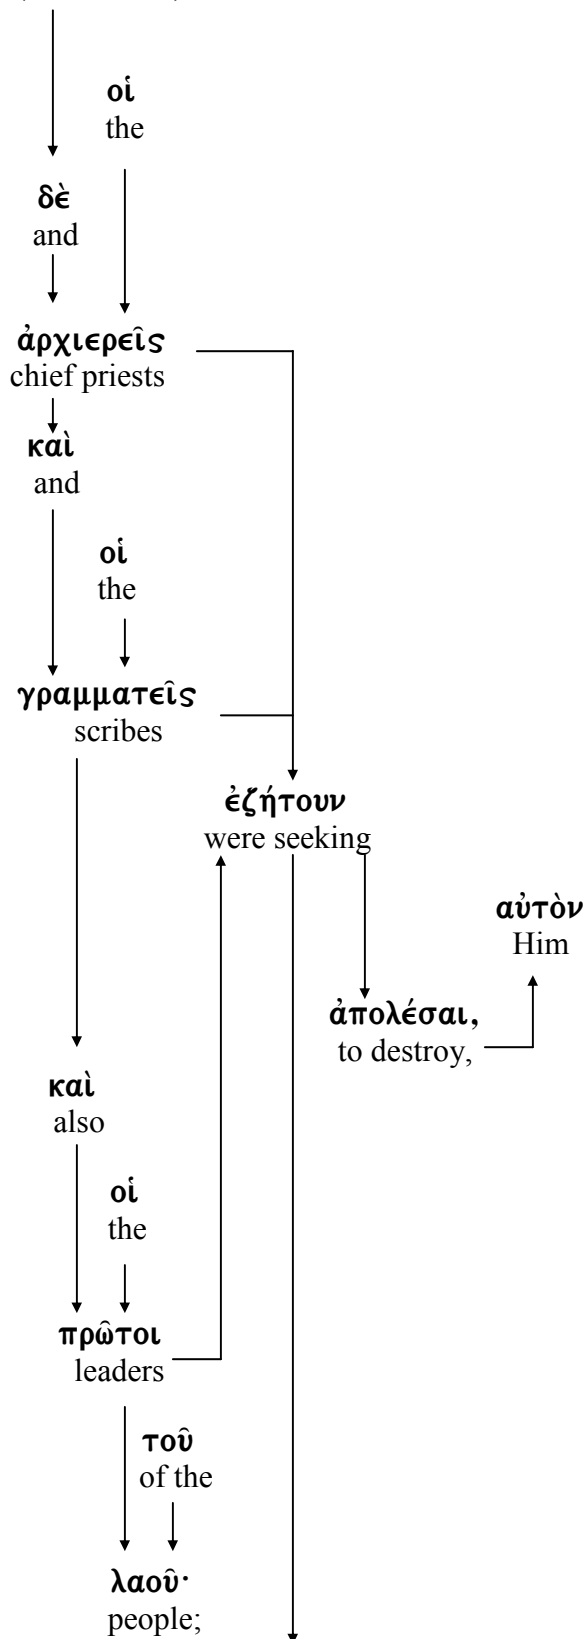 οἱ
the
δὲ
and
ἀρχιερεῖς
chief priests
καὶ
and
οἱ
the
γραμματεῖς
scribes
ἐζήτουν
were seeking
αὐτὸν
Him
ἀπολέσαι,
to destroy,
καὶ
also
οἱ
the
πρῶτοι
leaders
τοῦ
of the
λαοῦ·
people;